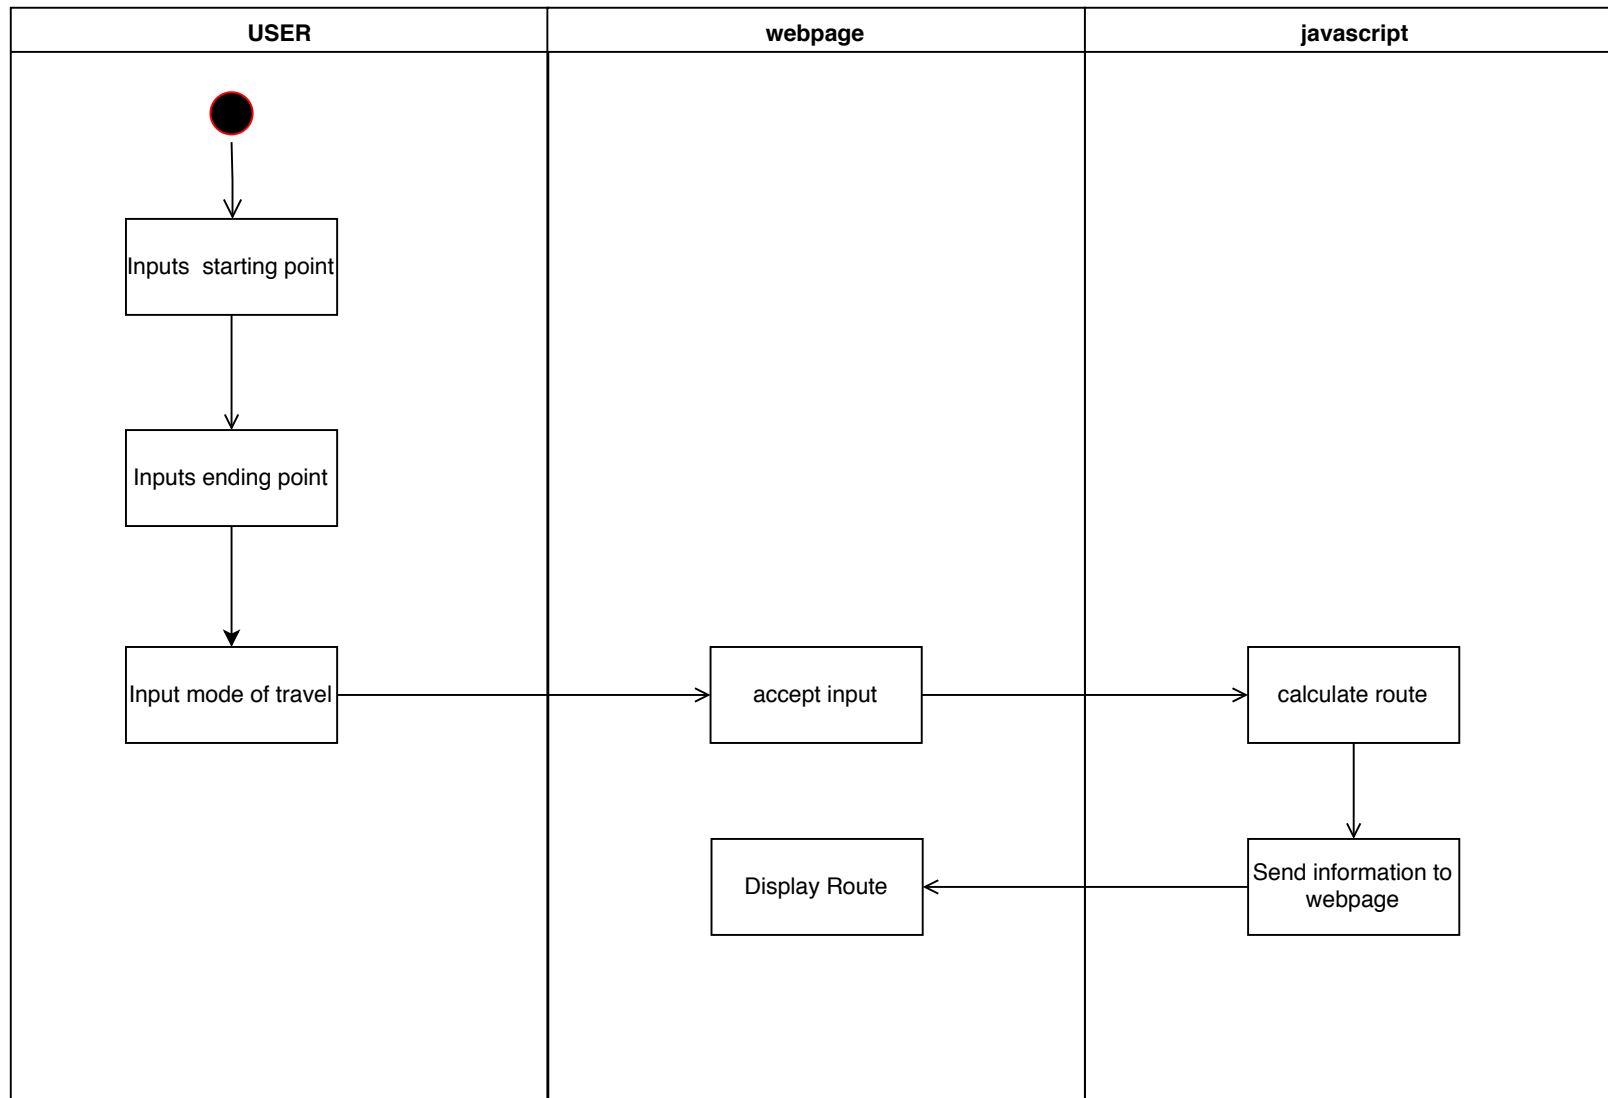 USER
webpage
javascript
Inputs  starting point
Inputs ending point
Input mode of travel
accept input
calculate route
Display Route
Send information to
webpage